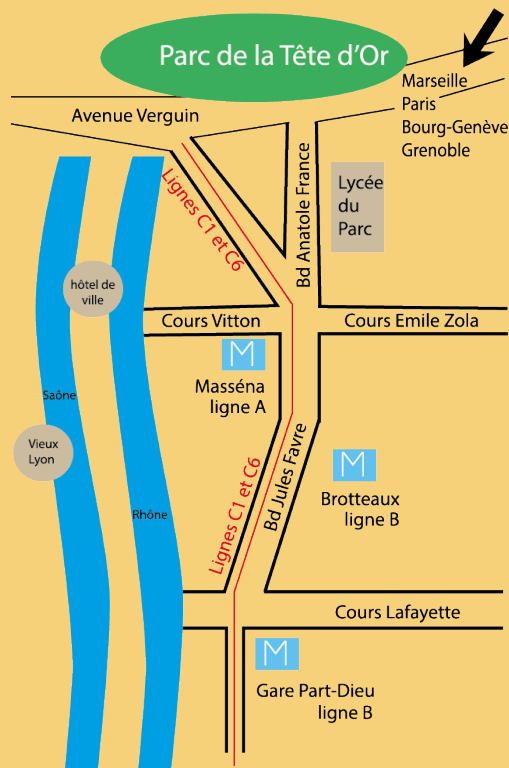 Parc de la Tête d'Or
Marseille
Paris
Bourg-Genève
Grenoble
Avenue Verguin
Lignes C1 et C6
Bd Anatole France
Lycée
du
Parc
hôtel de
ville
Cours Vitton
Cours Emile Zola
M
Masséna
ligne A
Saône
Vieux
Lyon
Lignes C1 et C6
Bd Jules Favre
M
Brotteaux
ligne B
Rhône
Cours Lafayette
M
Gare Part-Dieu
ligne B